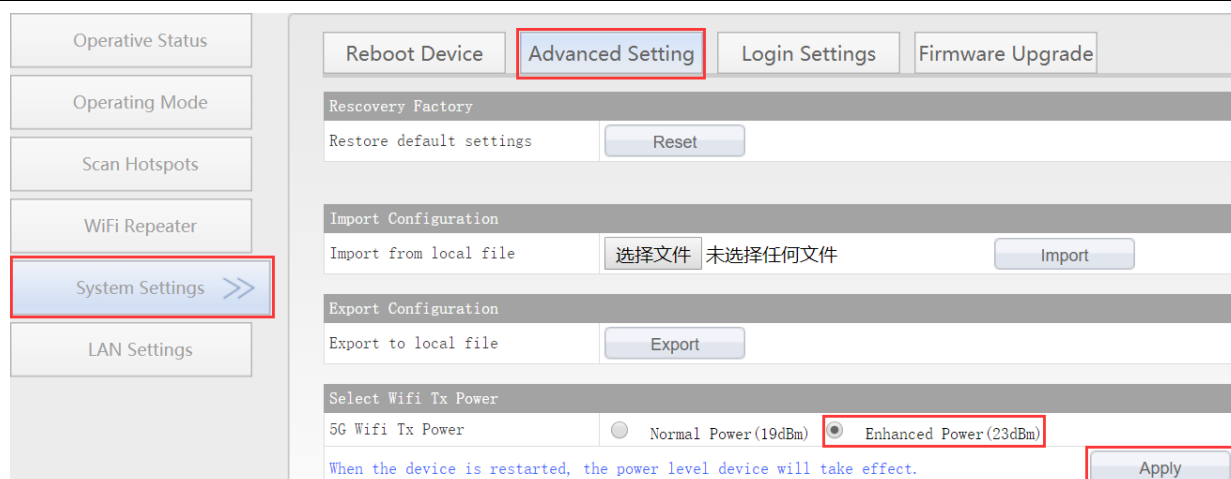 Operative Status
Operating Mode
Scan Hotspots
WiFi Repeater
System Settings
LAN Settings
Reboot Device Advanced Setting Login Settings Firmware Upgrade
Rescovery Factory
Restore default settings Reset
Import Configuration
Import from local file 选择文件 未选择任何文件 Import
Export Configuration
Export to local file Export
Select Wifi Tx Power
5G Wifi Tx Power Normal Power(19dBm) Enhanced Power(23dBm)
When the device is restarted, the power level device will take effect. Apply